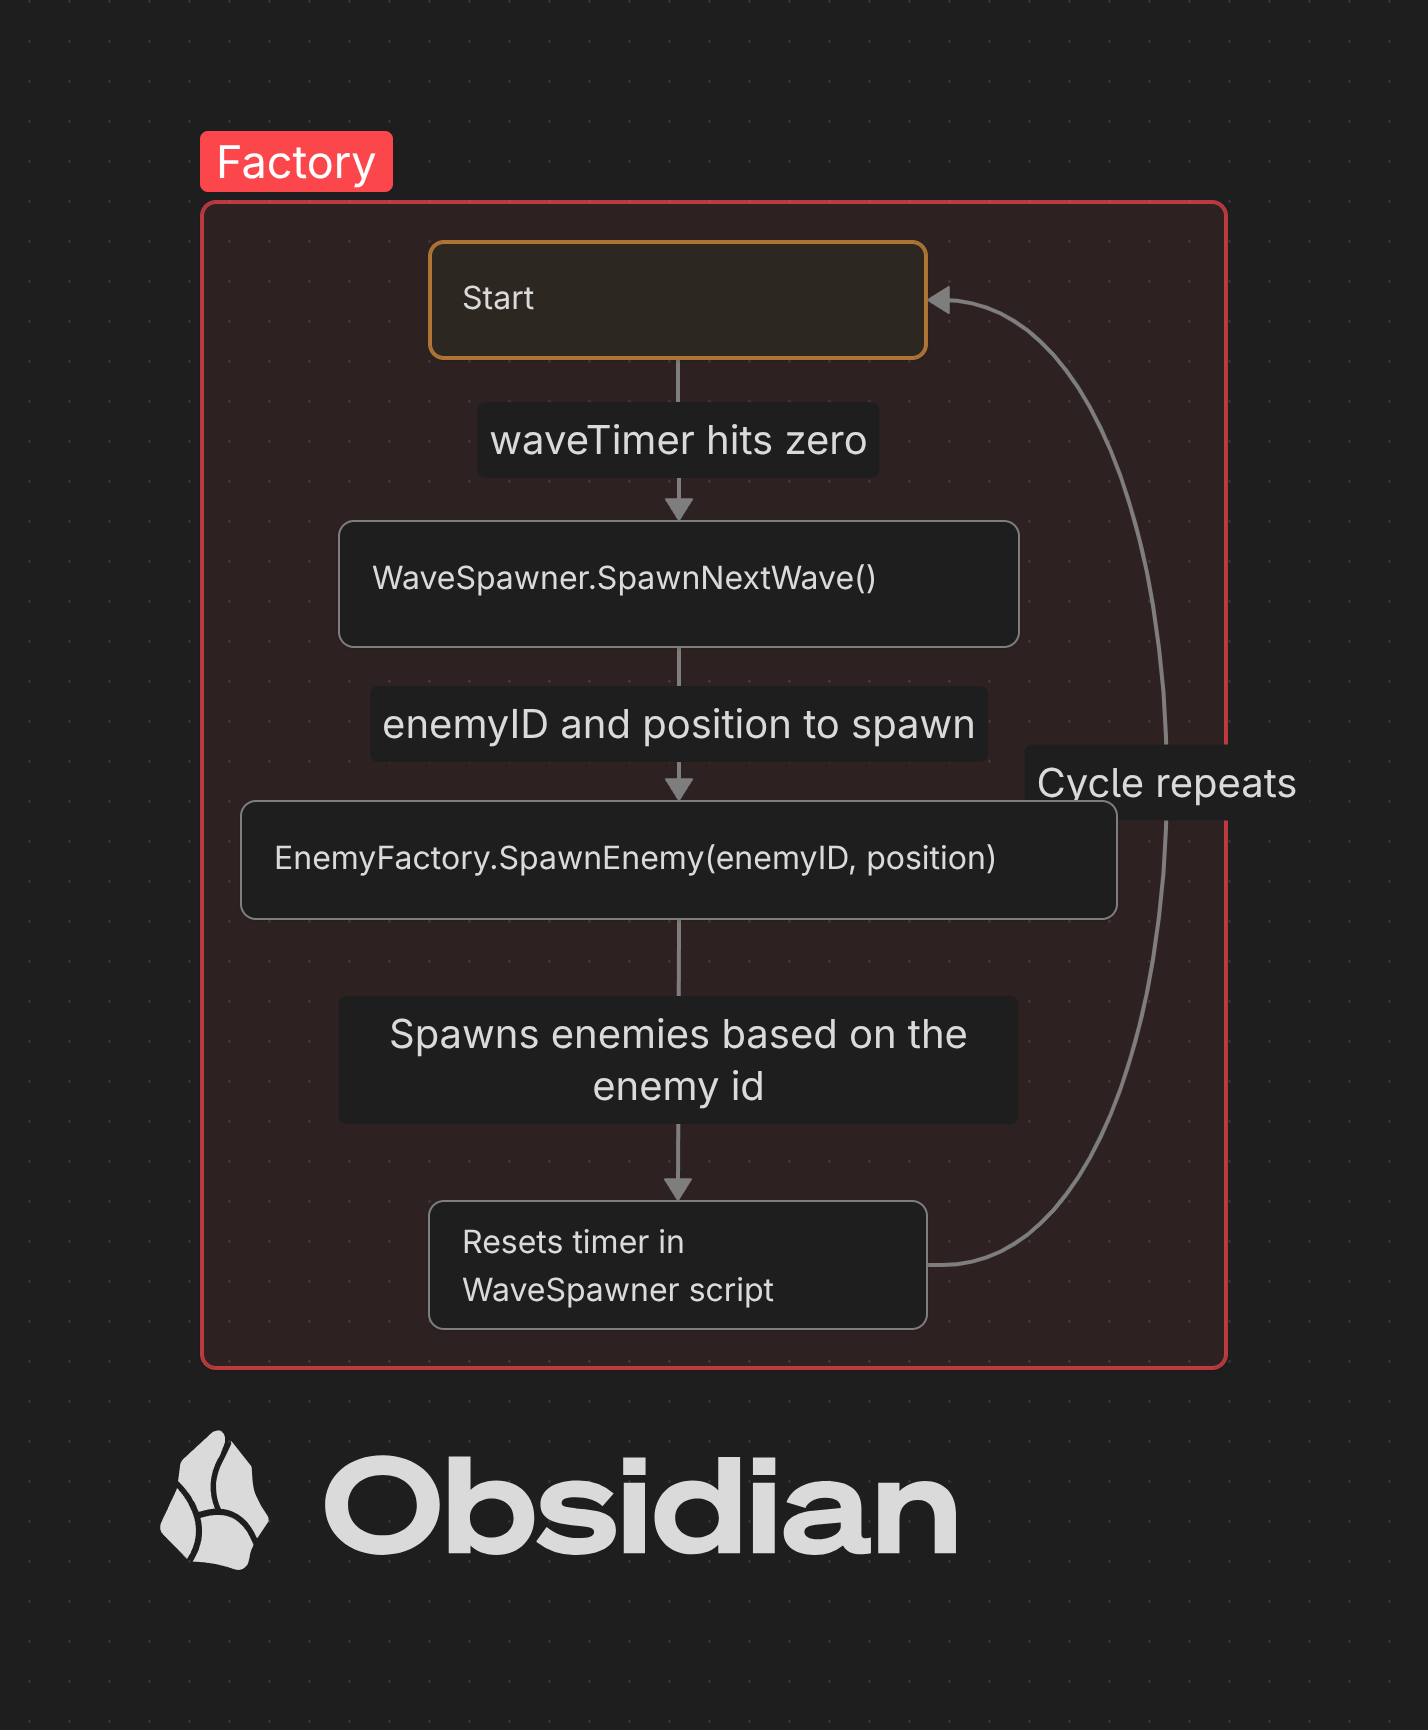 Factory
Start
waveTimer hits zero
WaveSpawner.SpawnNextWave()
enemyID and position to spawn
Cycle repeats
EnemyFactory.SpawnEnemy(enemyID, position)
Spawns enemies based on the
enemy id
Resets timer in
WaveSpawner script
Obsidian